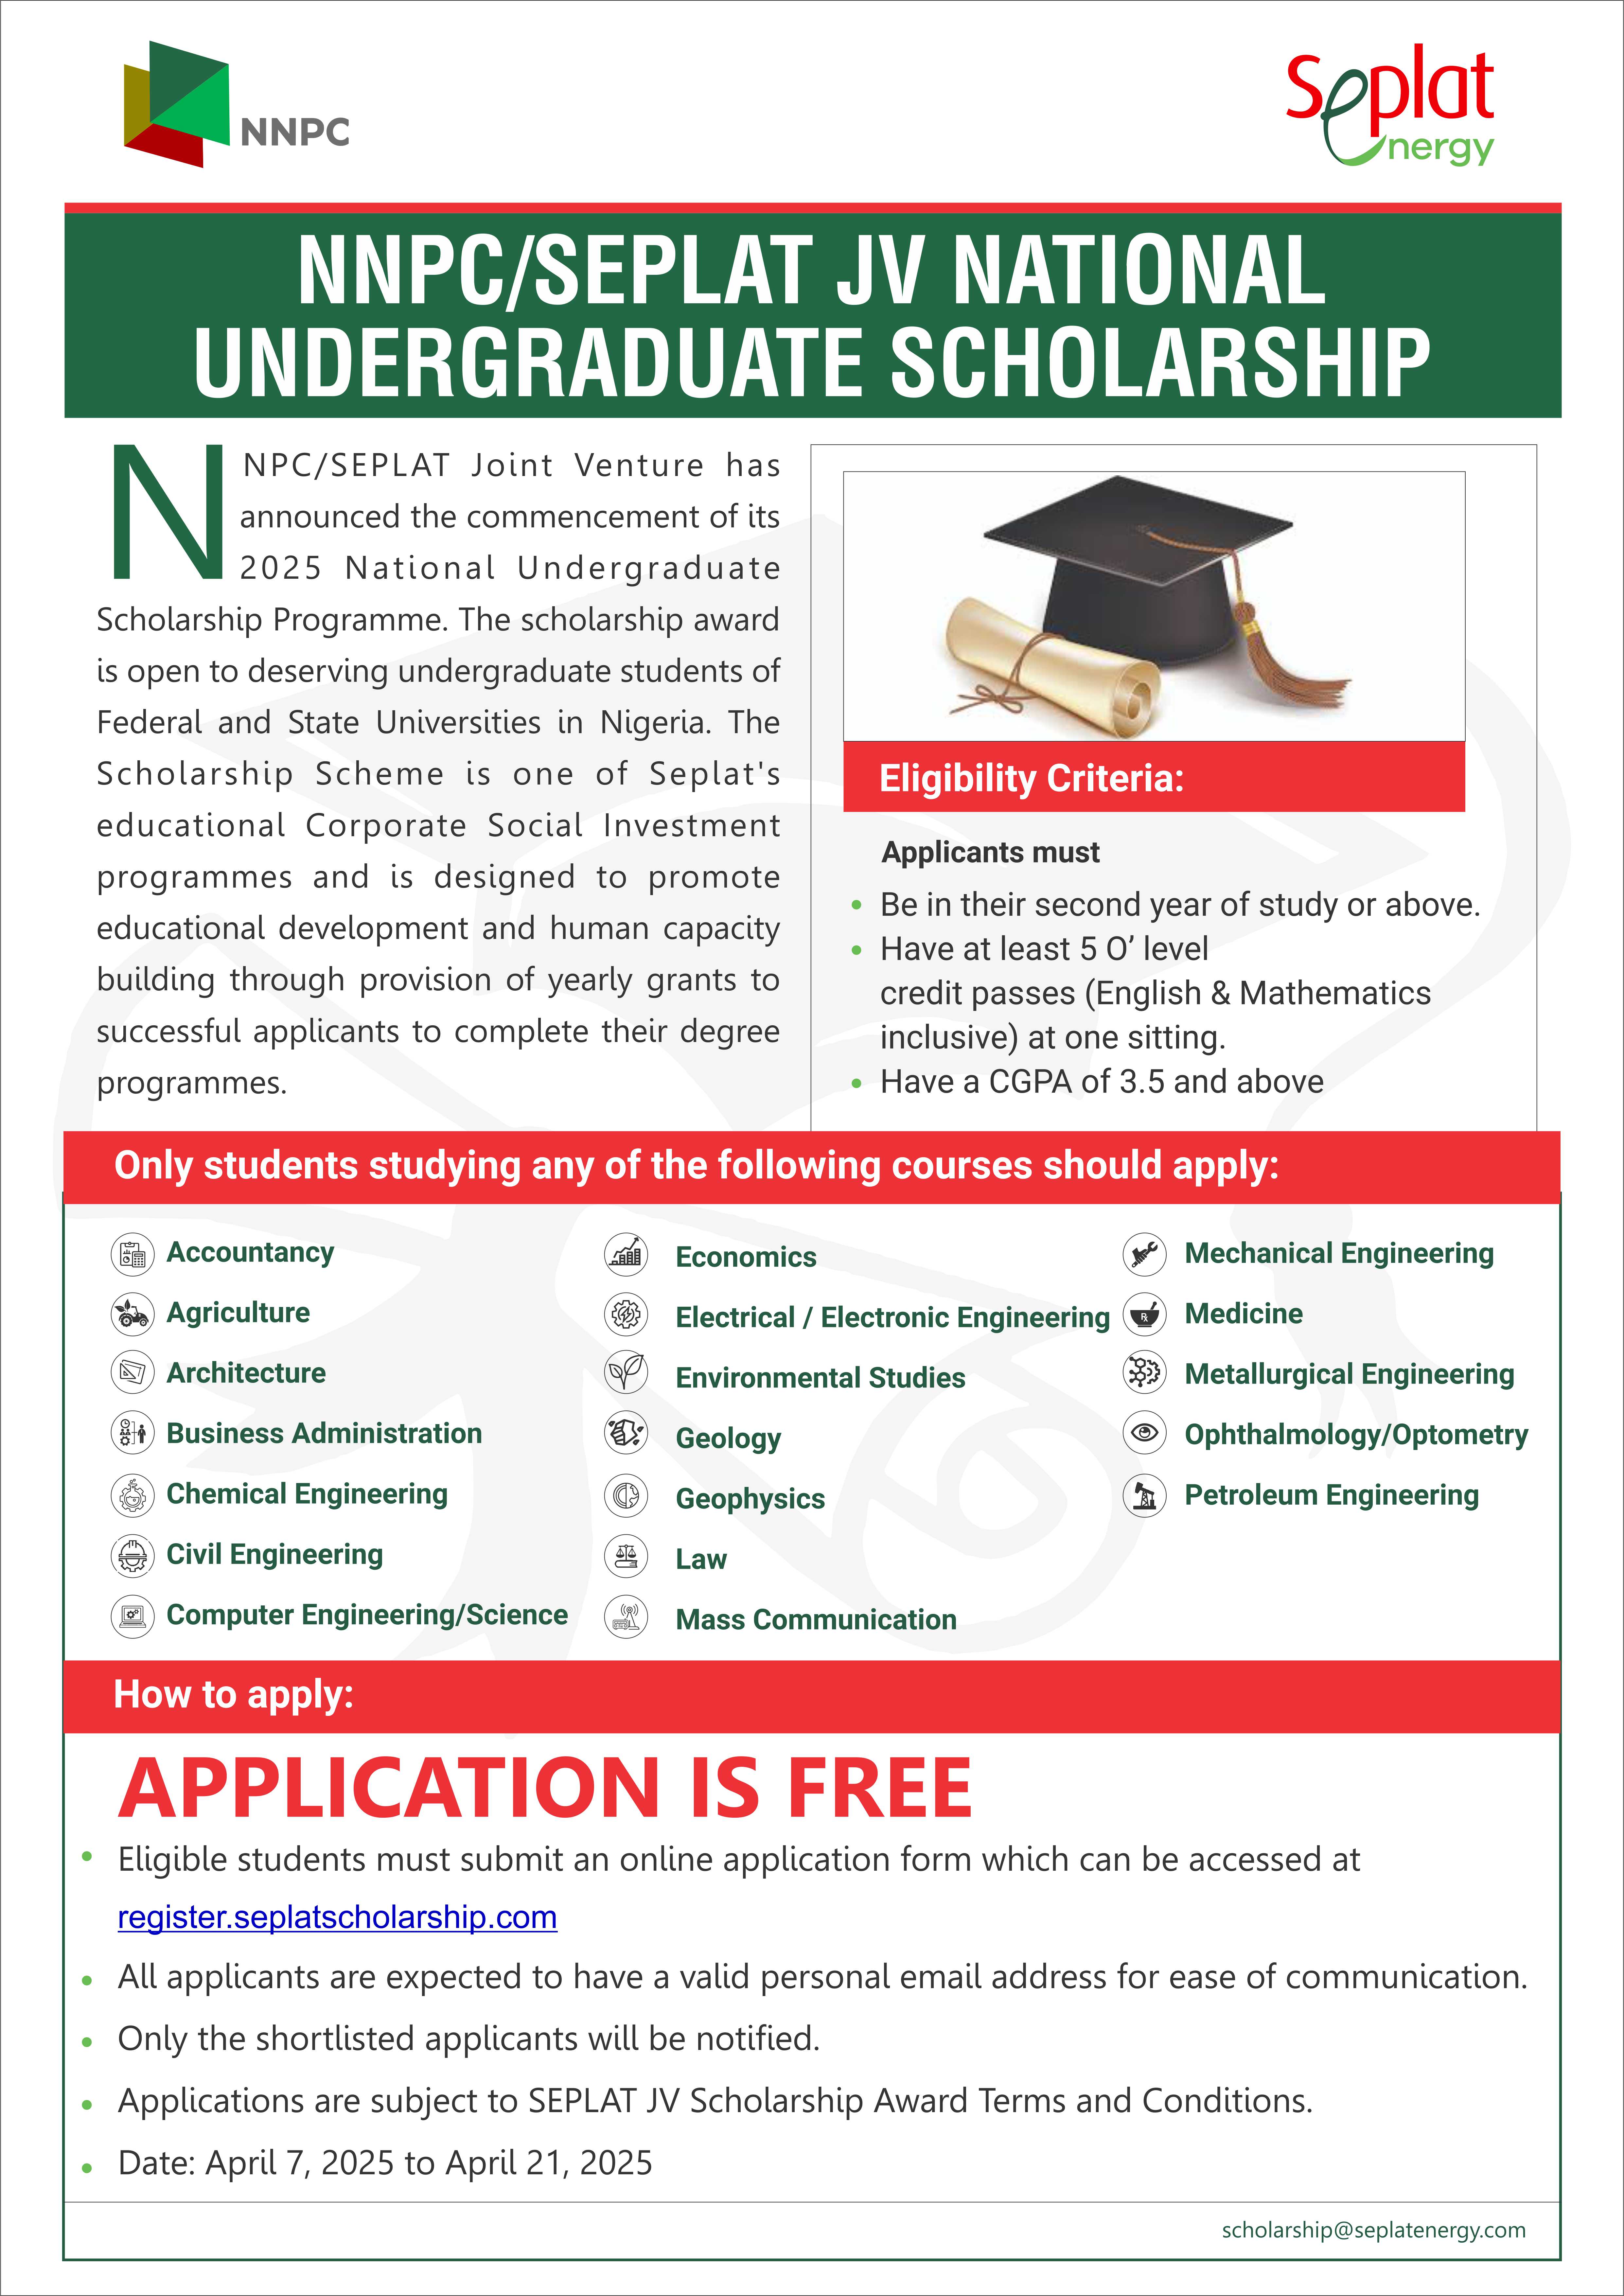 NNPC
Seplat
energy
NNPC/SEPLAT JV NATIONAL
UNDERGRADUATE SCHOLARSHIP
NNPC/SEPLAT Joint Venture has
announced the commencement of its
2025 National Undergraduate
Scholarship Programme. The scholarship award
is open to deserving undergraduate students of
Federal and State Universities in Nigeria. The
Scholarship Scheme is one of Seplat's
educational Corporate Social Investment
programmes and is designed to promote
educational development and human capacity
building through provision of yearly grants to
successful applicants to complete their degree
programmes.
Eligibility Criteria:
Applicants must
• Be in their second year of study or above.
• Have at least 5 O’ level
credit passes (English & Mathematics
inclusive) at one sitting.
• Have a CGPA of 3.5 and above
Only students studying any of the following courses should apply:
Accountancy
Agriculture
Architecture
Business Administration
Chemical Engineering
Civil Engineering
Computer Engineering/Science
Economics
Electrical / Electronic Engineering
Environmental Studies
Geology
Geophysics
Law
Mass Communication
Mechanical Engineering
Medicine
Metallurgical Engineering
Ophthalmology/Optometry
Petroleum Engineering
How to apply:
APPLICATION IS FREE
• Eligible students must submit an online application form which can be accessed at
register.seplatscholarship.com
• All applicants are expected to have a valid personal email address for ease of communication.
• Only the shortlisted applicants will be notified.
• Applications are subject to SEPLAT JV Scholarship Award Terms and Conditions.
• Date: April 7, 2025 to April 21, 2025
scholarship@seplatenergy.com